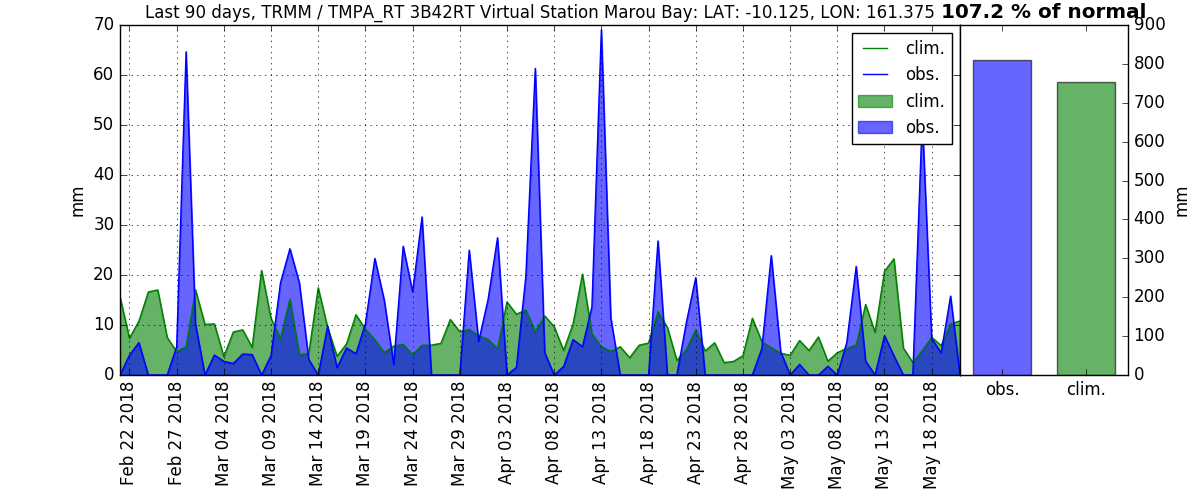 Last 90 days, TRMM / TMPA_RT 3B42RT Virtual Station Marou Bay: LAT: -10.125, LON: 161.375 107.2 % of normal
70
60
50
40
30
20
10
0
mm
clim.
obs.
clim.
obs.
900
800
700
600
500
400
300
200
100
0
mm
obs. clim.
Feb 22 2018
Feb 27 2018
Mar 04 2018
Mar 09 2018
Mar 14 2018
Mar 19 2018
Mar 24 2018
Mar 29 2018
Apr 03 2018
Apr 08 2018
Apr 13 2018
Apr 18 2018
Apr 23 2018
Apr 28 2018
May 03 2018
May 08 2018
May 13 2018
May 18 2018